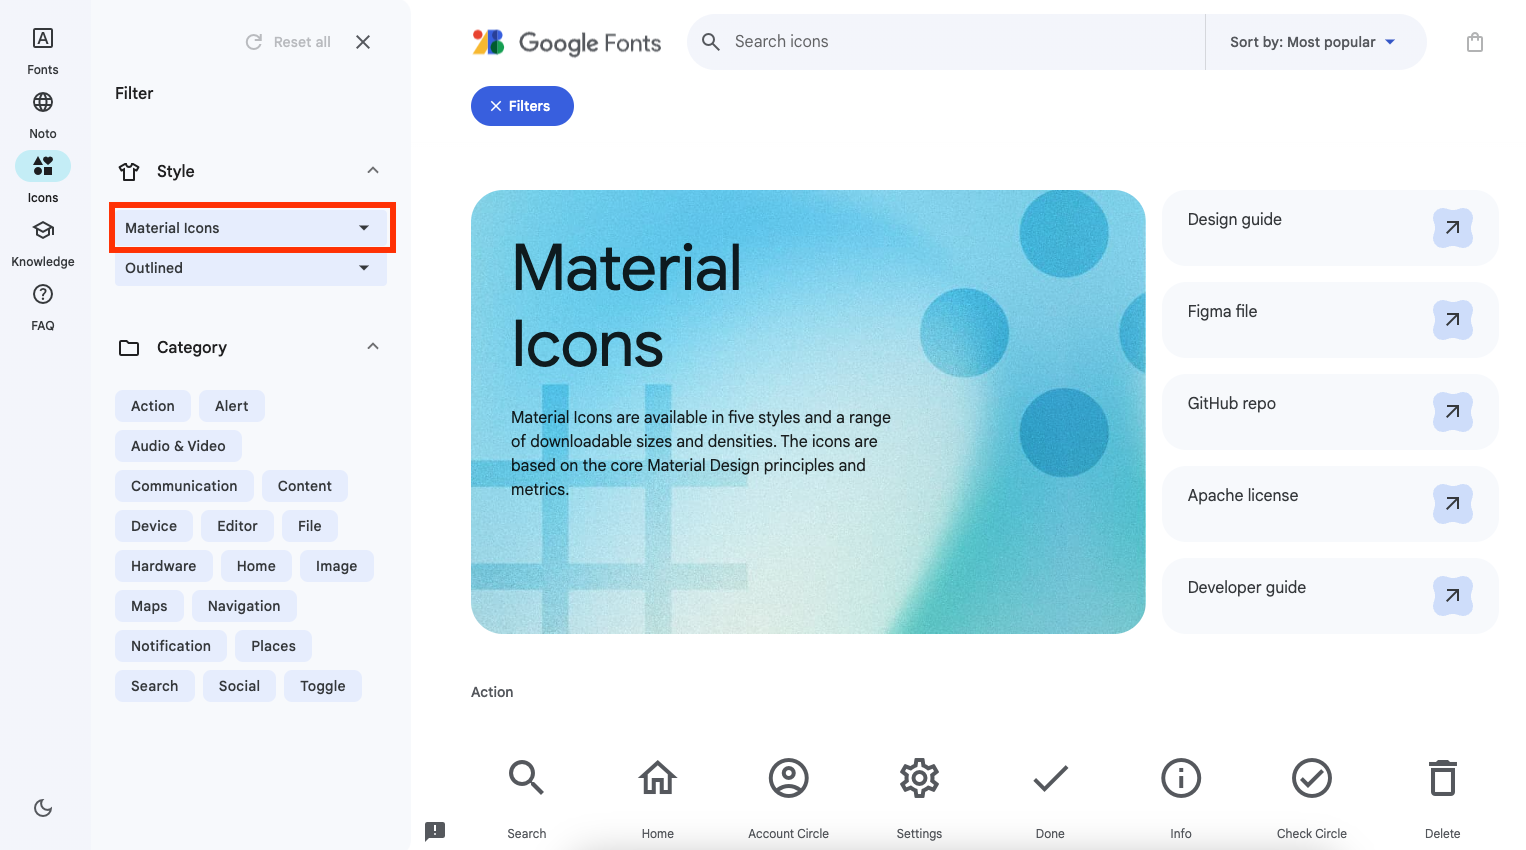 Fonts
Noto
Icons
Knowledge
FAQ
Reset all
Filter
Style
Material Icons
Outlined
Category
Action Alert
Audio & Video
Communication Content
Device Editor File
Hardware Home Image
Maps Navigation
Notification Places
Search Social Toggle
Google Fonts
Search icons
Sort by: Most popular
Filters
Material
Icons
Material Icons are available in five styles and a range
of downloadable sizes and densities. The icons are
based on the core Material Design principles and
metrics.
Design guide
Figma file
GitHub repo
Apache license
Developer guide
Action
Search Home Account Circle Settings Done Info Check Circle Delete